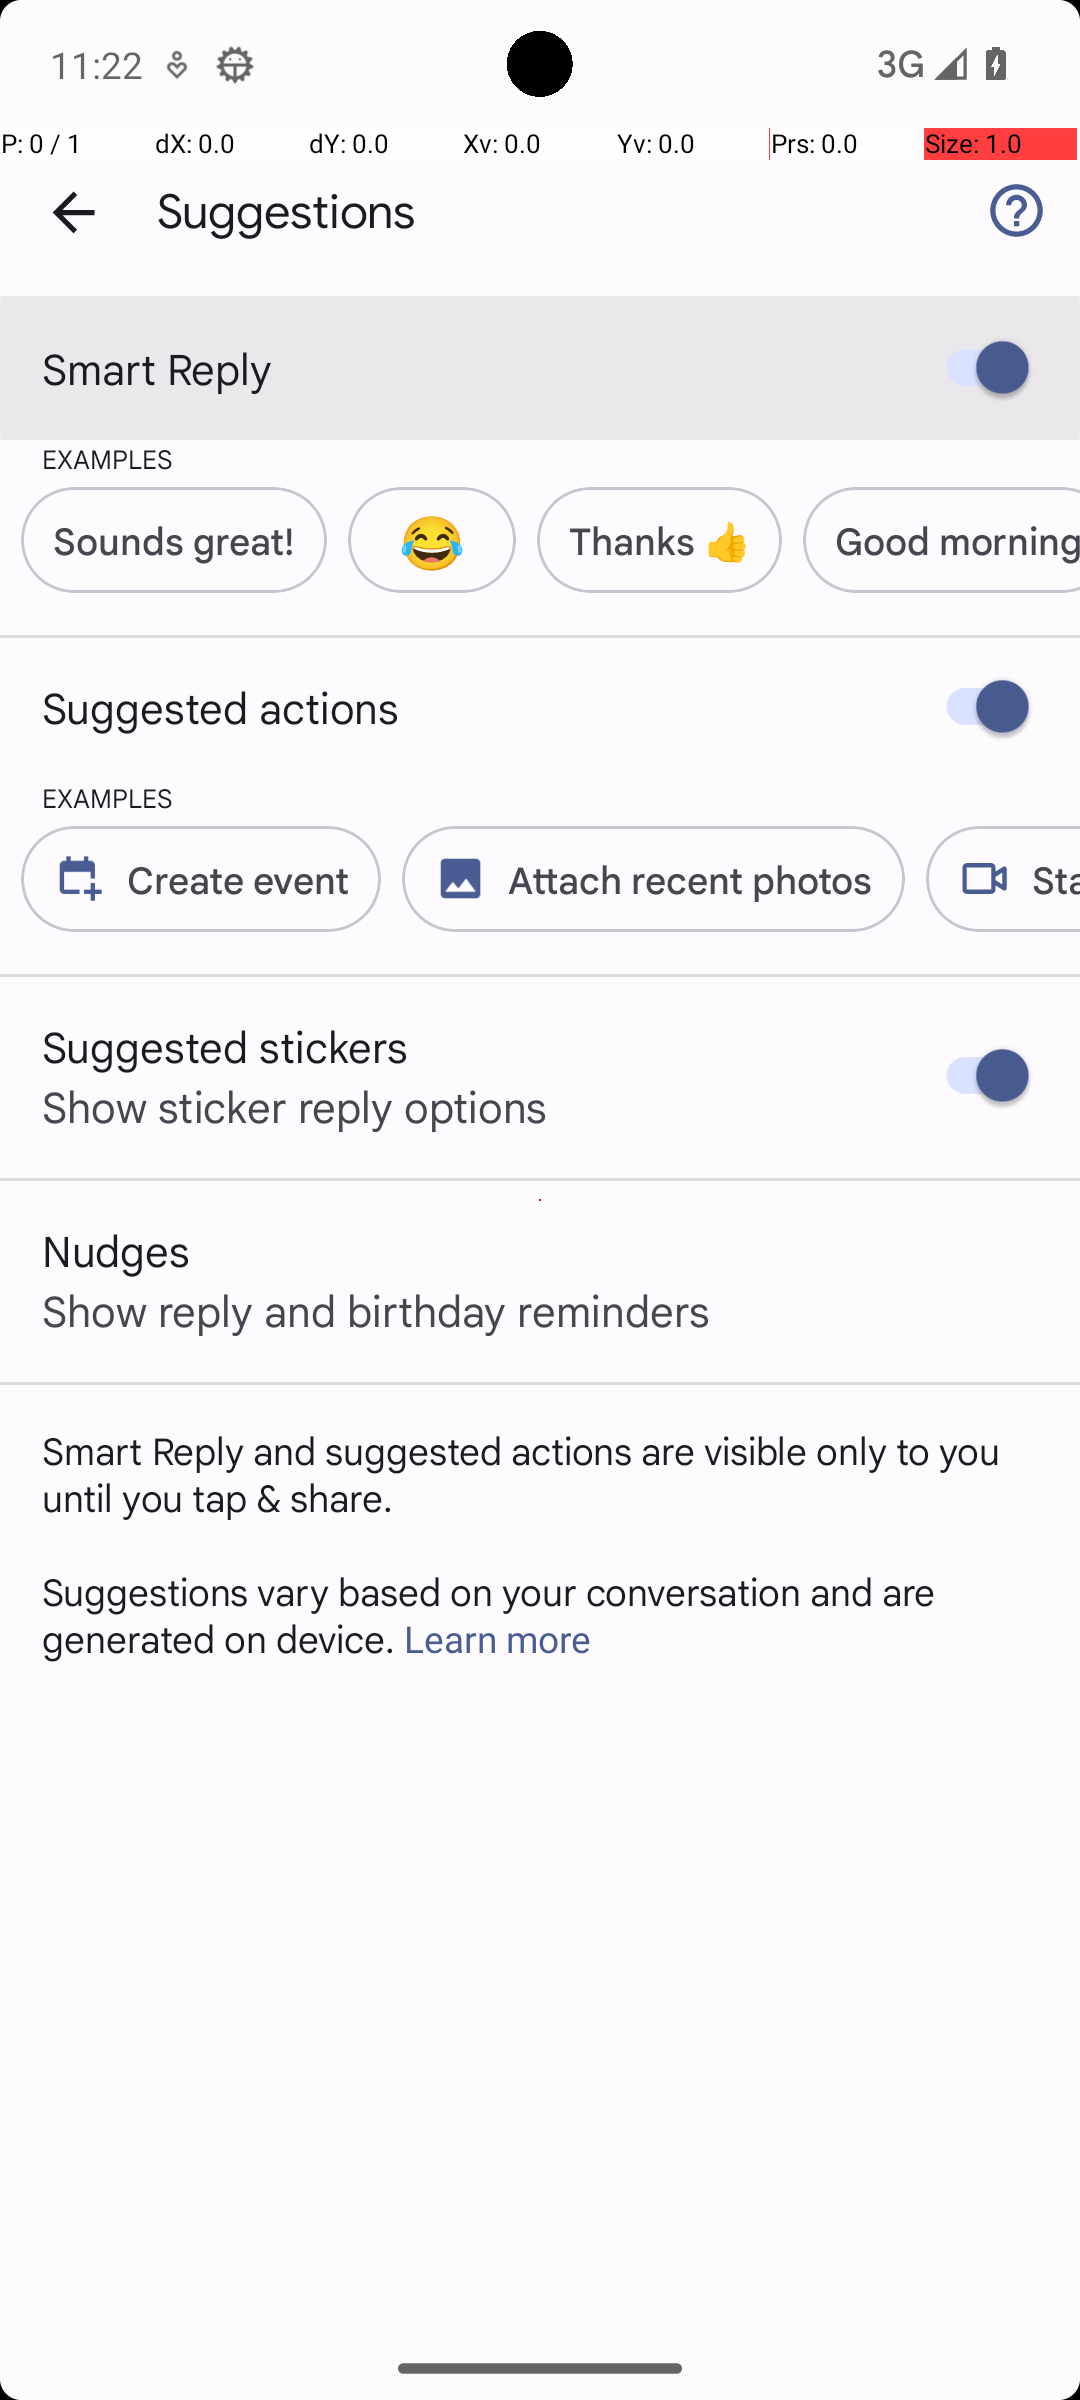 11:22
3G
P: 0 / 1 dX: 0.0 dY: 0.0 Xv: 0.0 Yv: 0.0 Prs: 0.0 Size: 1.0
Suggestions
Smart Reply
EXAMPLES
Sounds great! 😂 Thanks 👍 Good morning
Suggested actions
EXAMPLES
Create event Attach recent photos Sta
Suggested stickers
Show sticker reply options
Nudges
Show reply and birthday reminders
Smart Reply and suggested actions are visible only to you
until you tap & share.
Suggestions vary based on your conversation and are
generated on device. Learn more